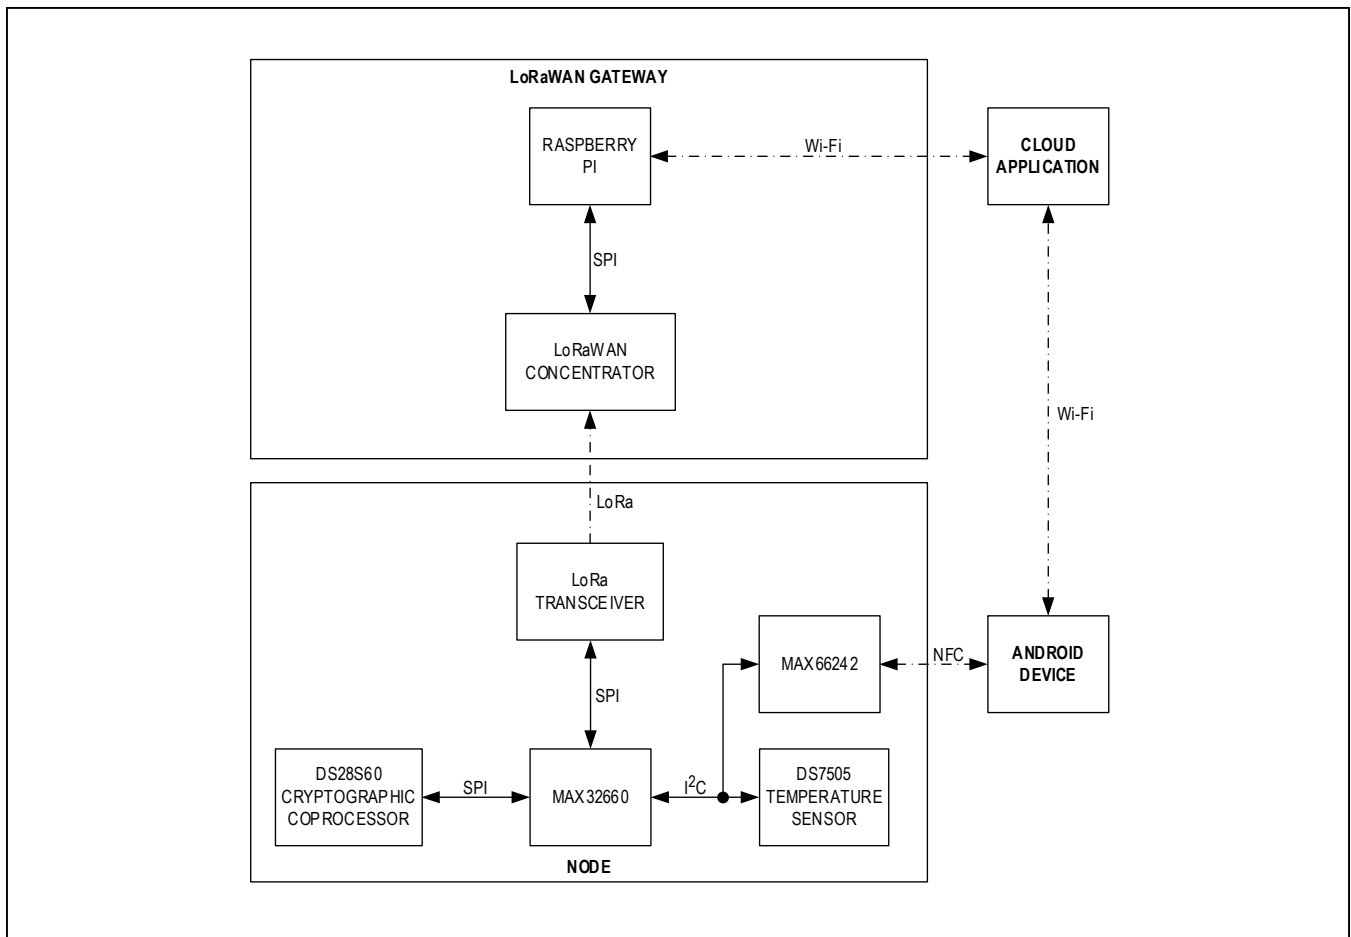 LoRaWAN GATEWAY
RASPBERRY
PI
Wi-Fi
CLOUD
APPLICATION
SPI
LoRaWAN
CONCENTRATOR
Wi-Fi
LoRa
LoRa
TRANSCEIVER
MAX66242
NFC
ANDROID
DEVICE
SPI
DS28S60
CRYPTOGRAPHIC
COPROCESSOR
SPI
MAX32660
I²C
DS7505
TEMPERATURE
SENSOR
NODE